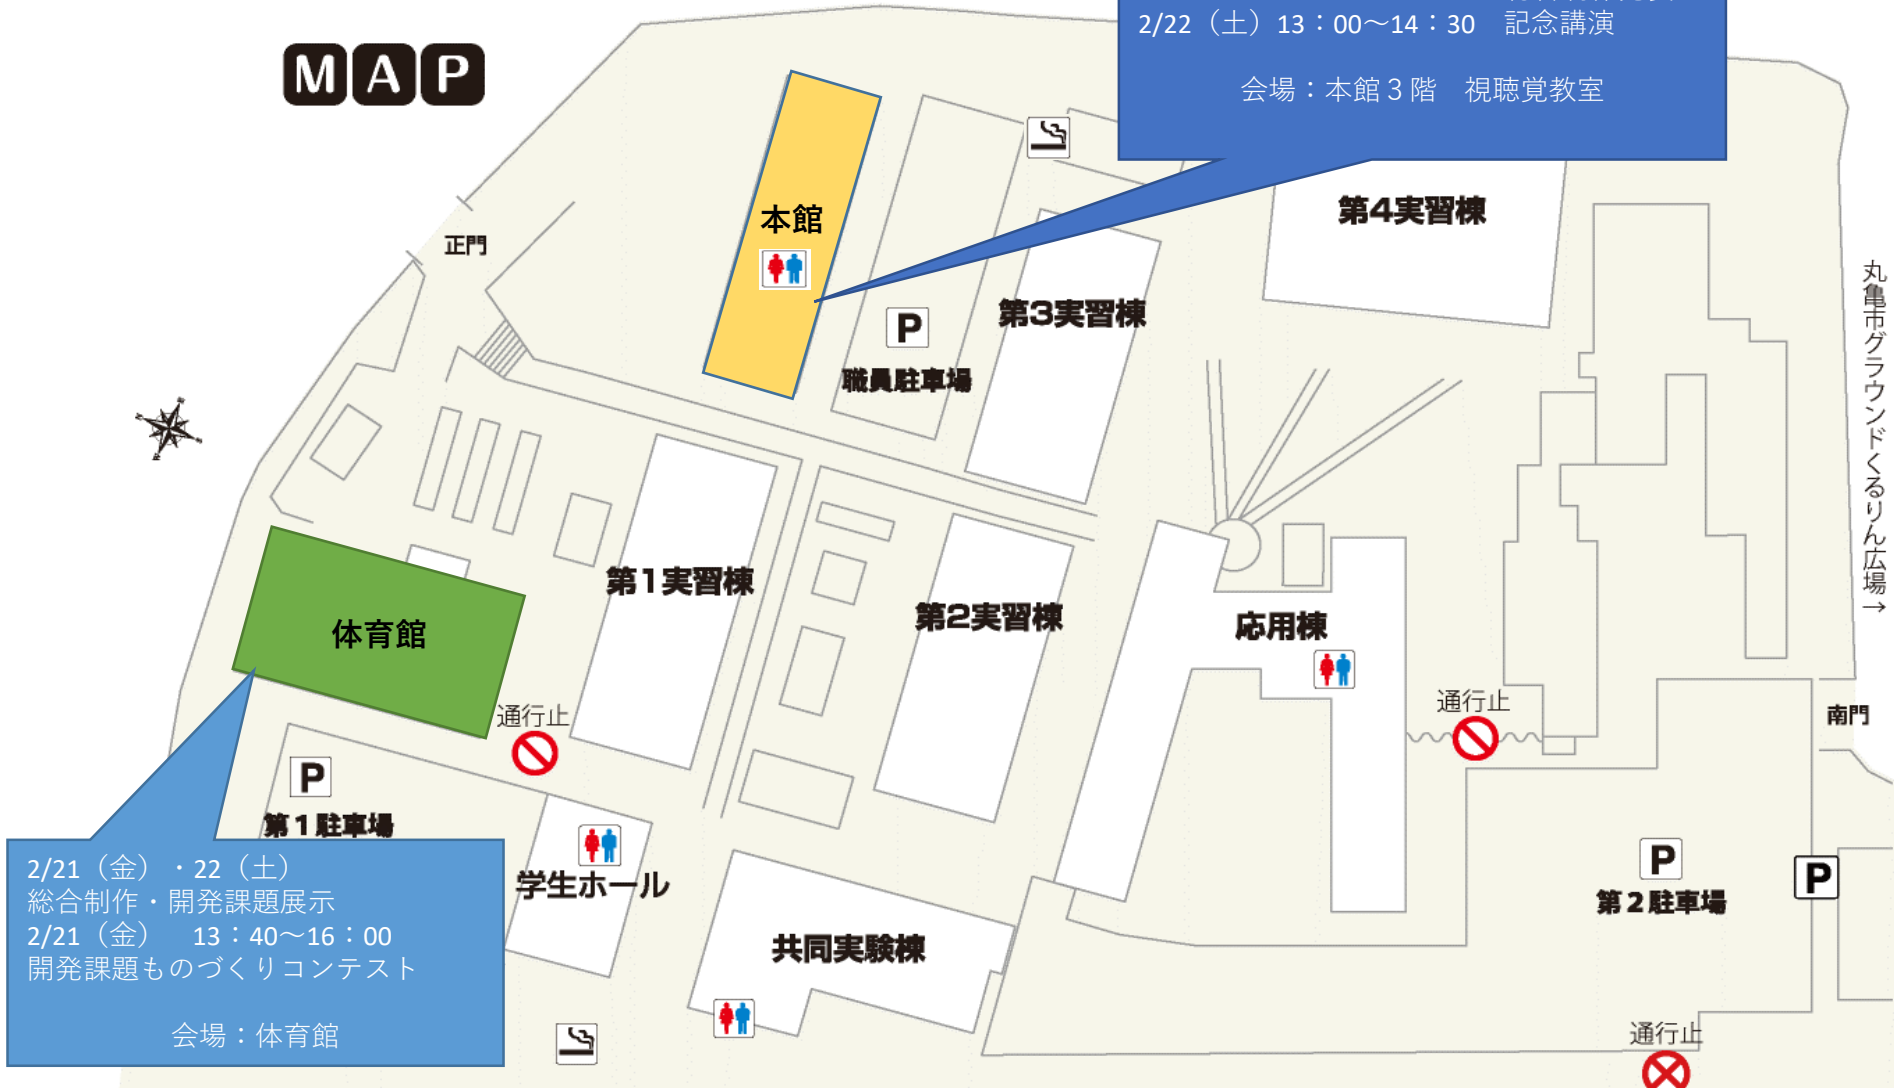 MAP
2/22（土）13：00～14：30　記念講演
会場：本館３階　視聴覚教室
本館
正門
第4実習棟
第3実習棟
P
職員駐車場
丸亀市グラウンドくるりん広場→
第1実習棟
第2実習棟
応用棟
体育館
通行止
通行止
南門
P
第１駐車場
学生ホール
共同実験棟
P
第２駐車場
P
通行止
2/21（金）・22（土）
総合制作・開発課題展示
2/21（金）　13：40～16：00
開発課題ものづくりコンテスト
会場：体育館